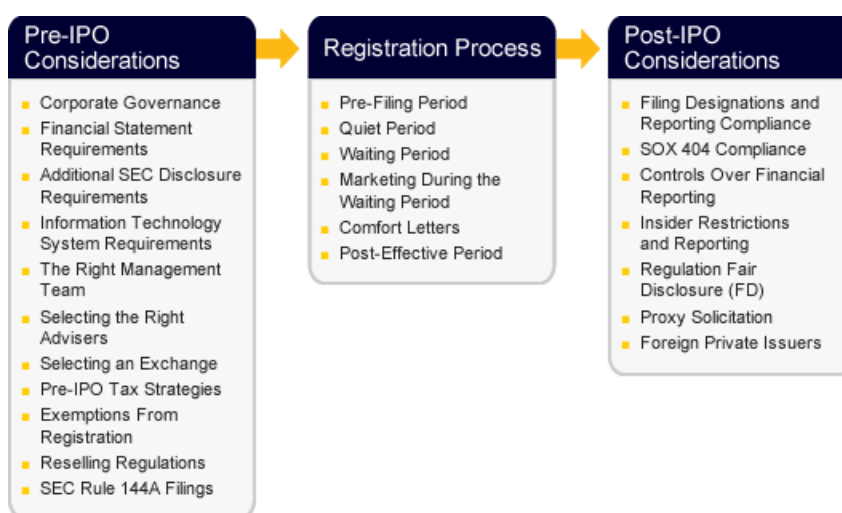 Pre-IPO
Considerations
Corporate Governance
Financial Statement
Requirements
Additional SEC Disclosure
Requirements
Information Technology
System Requirements
The Right Management
Team
Selecting the Right
Advisers
Selecting an Exchange
Pre-IPO Tax Strategies
Exemptions From
Registration
Reselling Regulations
SEC Rule 144A Filings
Registration Process
Pre-Filing Period
Quiet Period
Waiting Period
Marketing During the
Waiting Period
Comfort Letters
Post-Effective Period
Post-IPO
Considerations
Filing Designations and
Reporting Compliance
SOX 404 Compliance
Controls Over Financial
Reporting
Insider Restrictions
and Reporting
Regulation Fair
Disclosure (FD)
Proxy Solicitation
Foreign Private Issuers